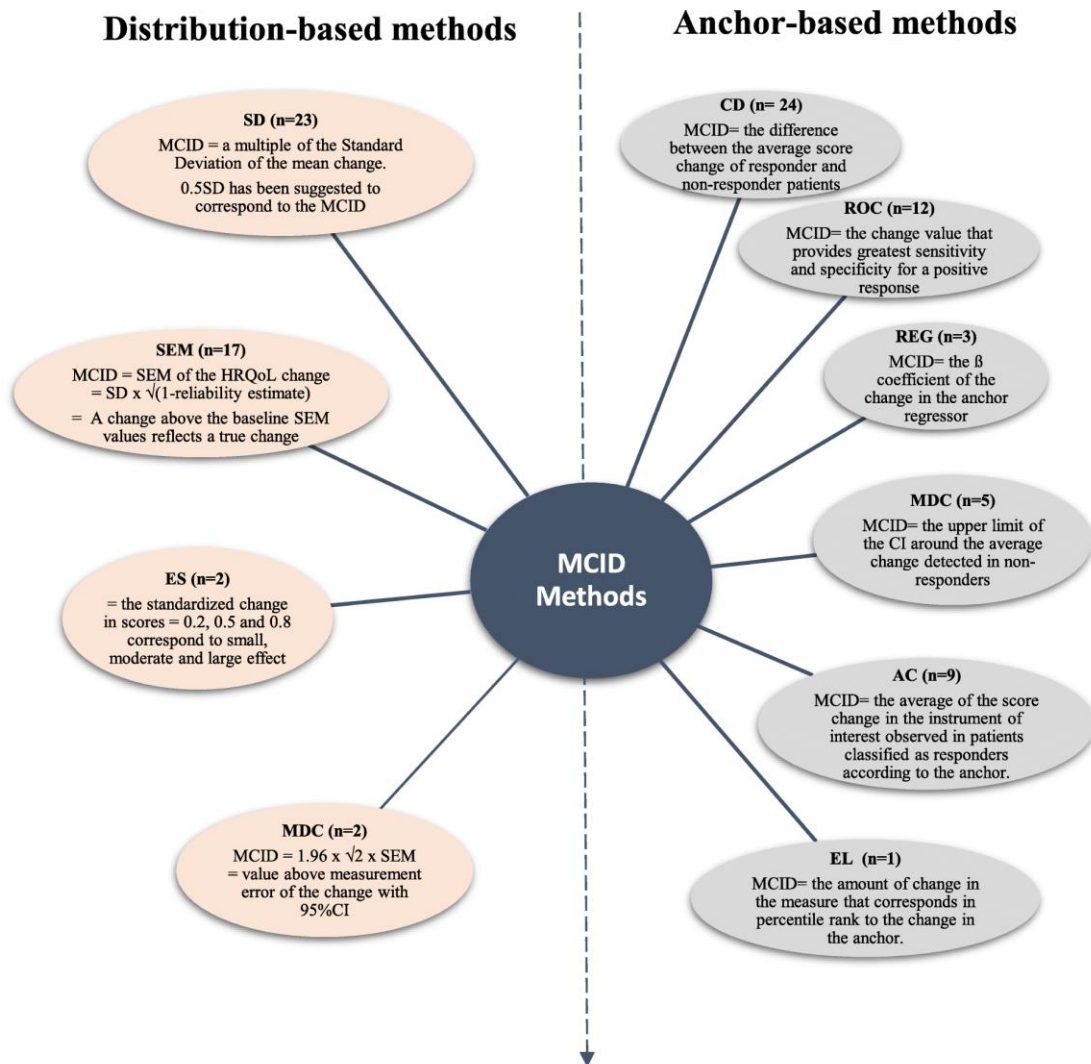 Distribution-based methods
SD (n=23)
MCID = a multiple of the Standard
Deviation of the mean change.
0.5SD has been suggested to
correspond to the MCID
SEM (n=17)
MCID = SEM of the HRQoL change
= SD x √(1-reliability estimate)
= A change above the baseline SEM
values reflects a true change
ES (n=2)
= the standardized change
in scores = 0.2, 0.5 and 0.8
correspond to small,
moderate and large effect
MDC (n=2)
MCID = 1.96 x √2 x SEM
= value above measurement
error of the change with
95%CI
MCID
Methods
Anchor-based methods
CD (n= 24)
MCID= the difference
between the average score
change of responder and
non-responder patients
ROC (n=12)
MCID= the change value that
provides greatest sensitivity
and specificity for a positive
response
REG (n=3)
MCID= the ß
coefficient of the
change in the anchor
regressor
MDC (n=5)
MCID= the upper limit of
the CI around the average
change detected in non-
responders
AC (n=9)
MCID= the average of the score
change in the instrument of
interest observed in patients
classified as responders
according to the anchor.
EL (n=1)
MCID= the amount of change in
the measure that corresponds in
percentile rank to the change in
the anchor.